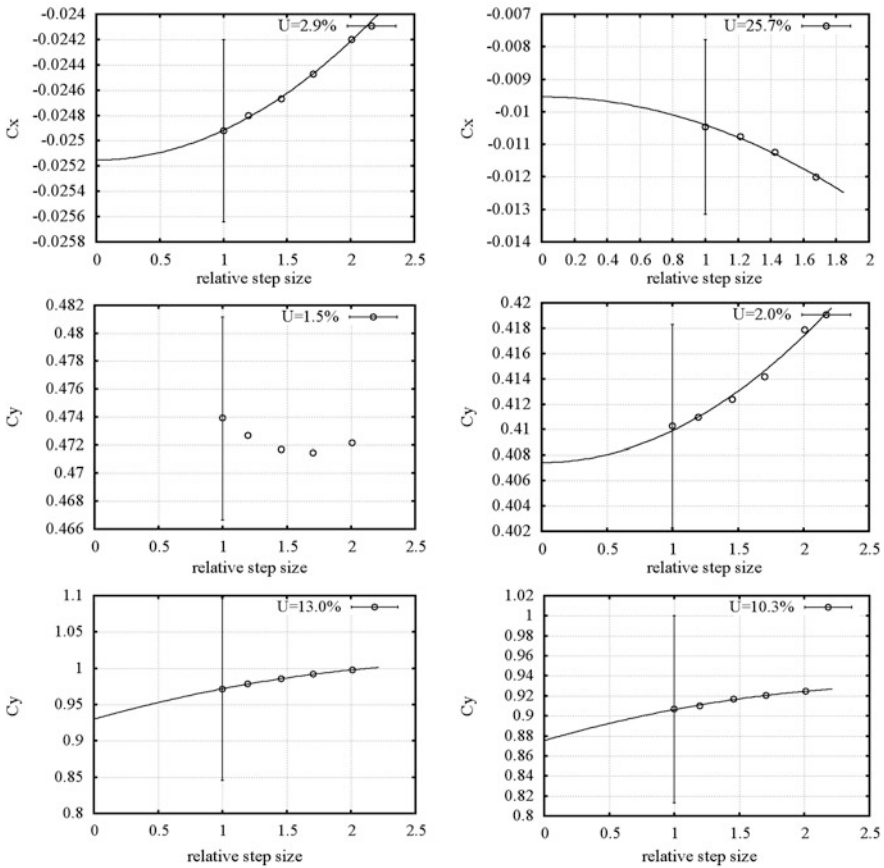 -0.024
-0.0242
-0.0244
-0.0246
-0.0248
-0.025
-0.0252
-0.0254
-0.0256
-0.0258
Cx
U=2.9%
0 0.5 1 1.5 2 2.5
relative step size
-0.007
-0.008
-0.009
-0.01
-0.011
-0.012
-0.013
-0.014
Cx
U=25.7%
0 0.2 0.4 0.6 0.8 1 1.2 1.4 1.6 1.8 2
relative step size
0.482
0.48
0.478
0.476
0.474
0.472
0.47
0.468
0.466
Cy
U=1.5%
0 0.5 1 1.5 2 2.5
relative step size
0.42
0.418
0.416
0.414
0.412
0.41
0.408
0.406
0.404
0.402
Cy
U=2.0%
0 0.5 1 1.5 2 2.5
relative step size
1.1
1.05
1
0.95
0.9
0.85
0.8
Cy
U=13.0%
0 0.5 1 1.5 2 2.5
relative step size
1.02
1
0.98
0.96
0.94
0.92
0.9
0.88
0.86
0.84
0.82
0.8
Cy
U=10.3%
0 0.5 1 1.5 2 2.5
relative step size